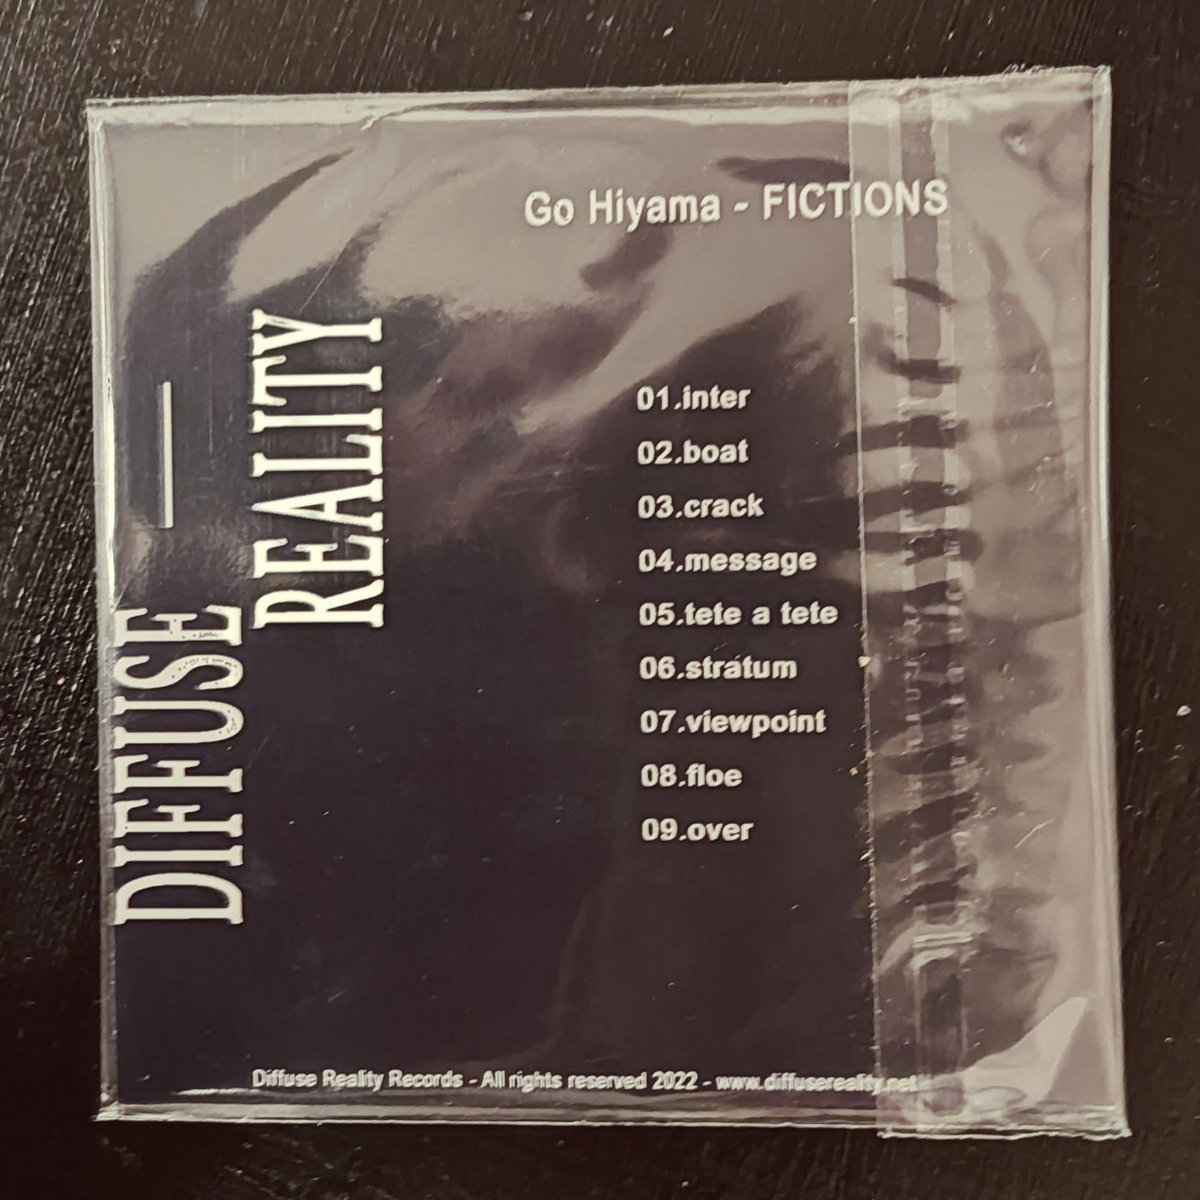 Go Hiyama - FICTIONS
DIFFUSE
REALITY
01.inter
02.boat
03.crack
04.message
05.tete a tete
06.stratum
07.viewpoint
08.floe
09.over
Diffuse Reality Records - All rights reserved 2022 - www.diffusereality.net